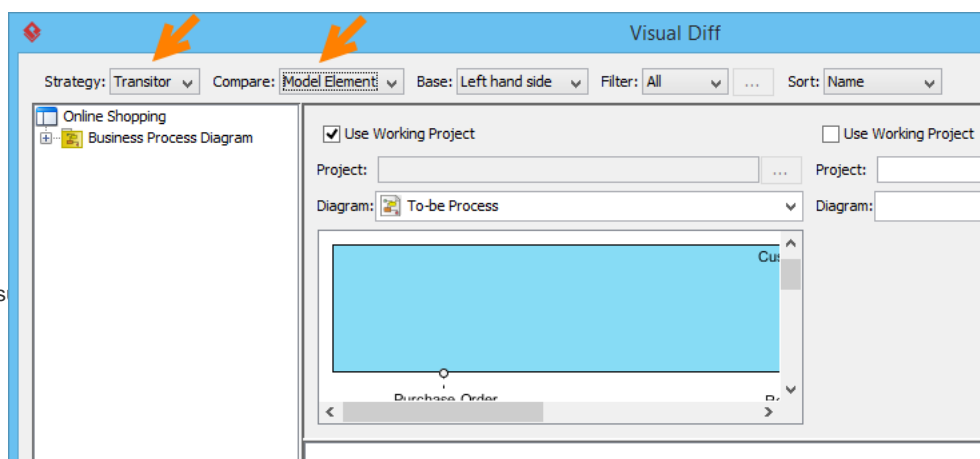 Visual Diff
Strategy: Transitor Compare: Model Element Base: Left hand side Filter: All ... Sort: Name
Online Shopping
Business Process Diagram
Use Working Project
Use Working Project
Project: ...
Project:
Diagram: To-be Process
Diagram:
Purchase Order